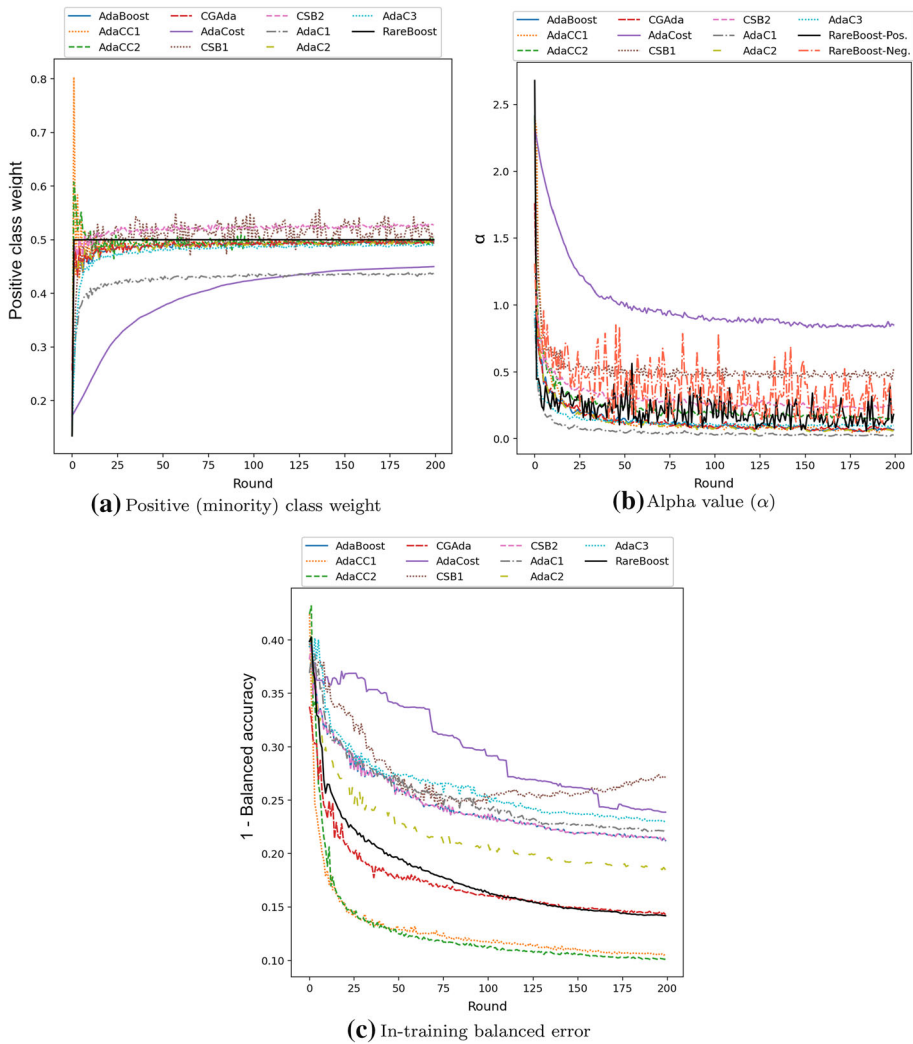 AdaBoost CGAda CSB2 AdaC3
AdaCC1 AdaCost AdaC1 RareBoost
AdaCC2 CSB1 AdaC2
Positive class weight
0.8
0.7
0.6
0.5
0.4
0.3
0.2
0 25 50 75 100 125 150 175 200
Round
(a) Positive (minority) class weight
AdaBoost CGAda CSB2 AdaC3
AdaCC1 AdaCost AdaC1 RareBoost-Pos.
AdaCC2 CSB1 AdaC2 RareBoost-Neg.
α
2.5
2.0
1.5
1.0
0.5
0.0
0 25 50 75 100 125 150 175 200
Round
(b) Alpha value (α)
AdaBoost CGAda CSB2 AdaC3
AdaCC1 AdaCost AdaC1 RareBoost
AdaCC2 CSB1 AdaC2
1 - Balanced accuracy
0.40
0.35
0.30
0.25
0.20
0.15
0.10
0 25 50 75 100 125 150 175 200
Round
(c) In-training balanced error